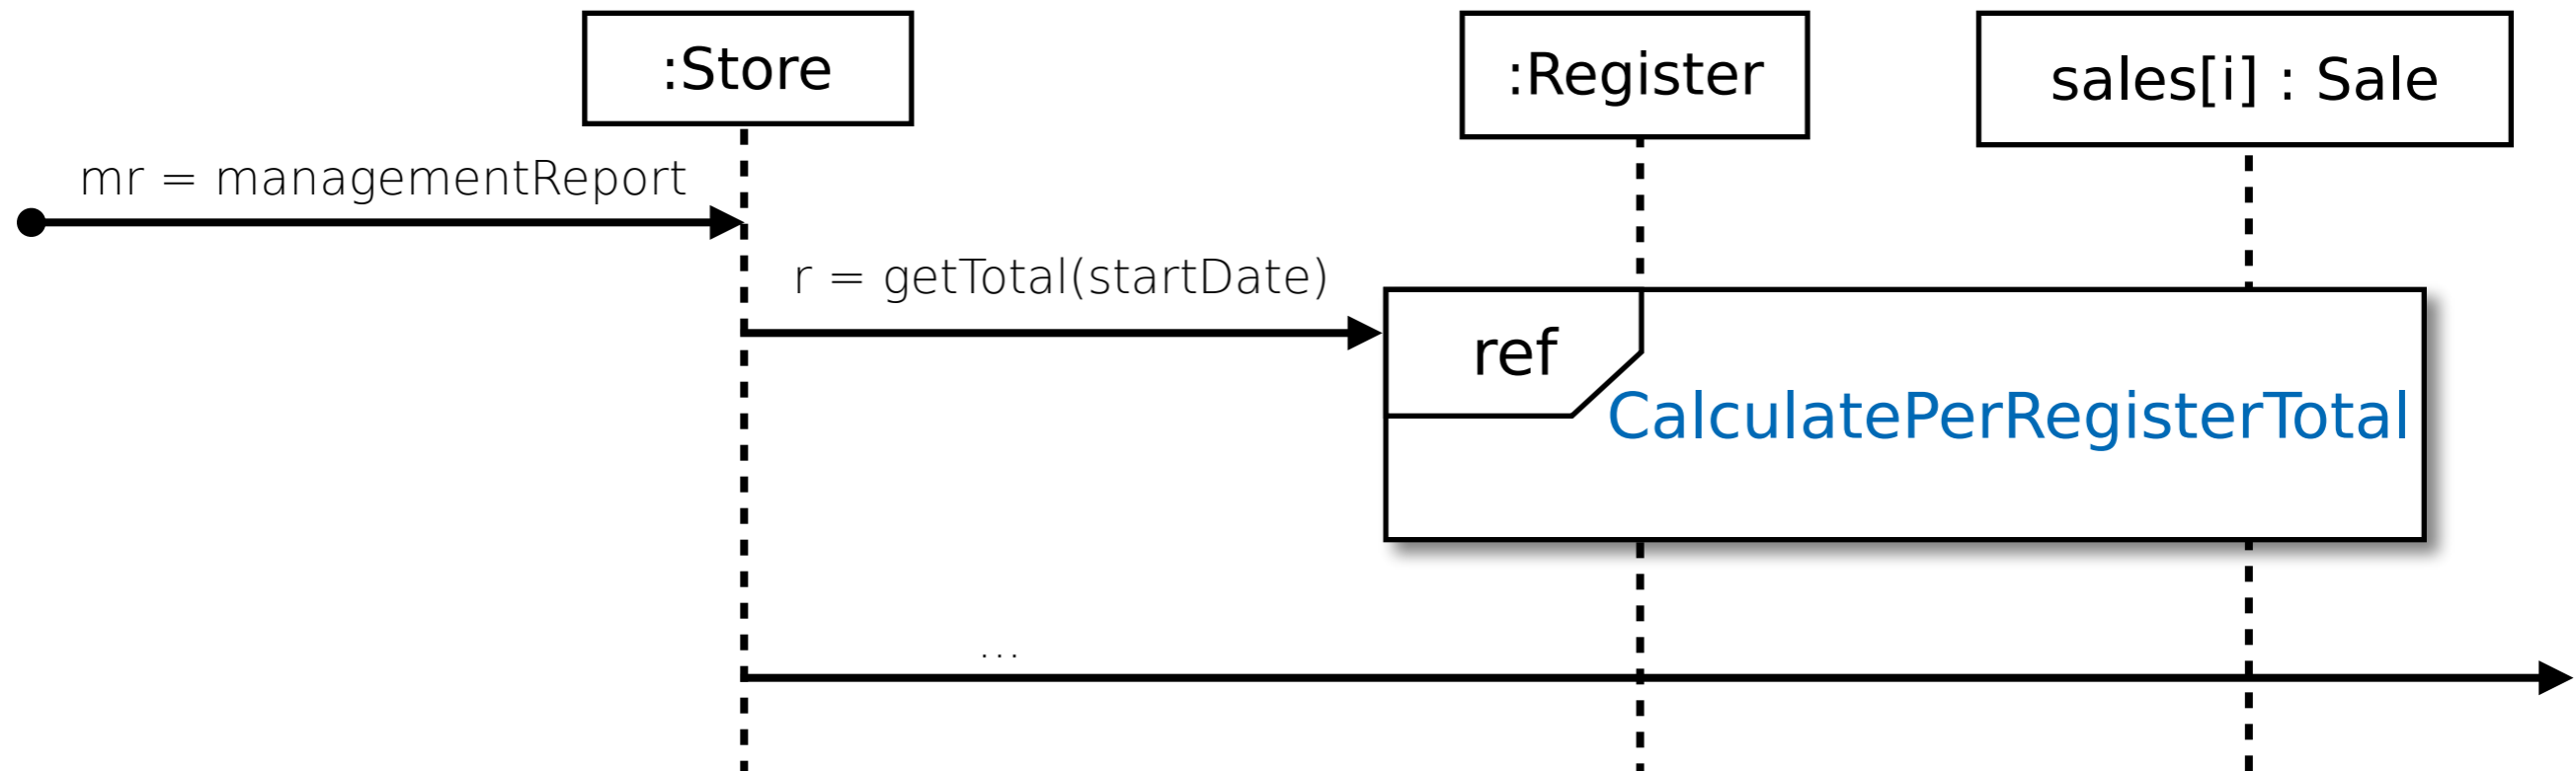 :Store
:Register
sales[i] : Sale
mr = managementReport
r = getTotal(startDate)
ref
CalculatePerRegisterTotal
...